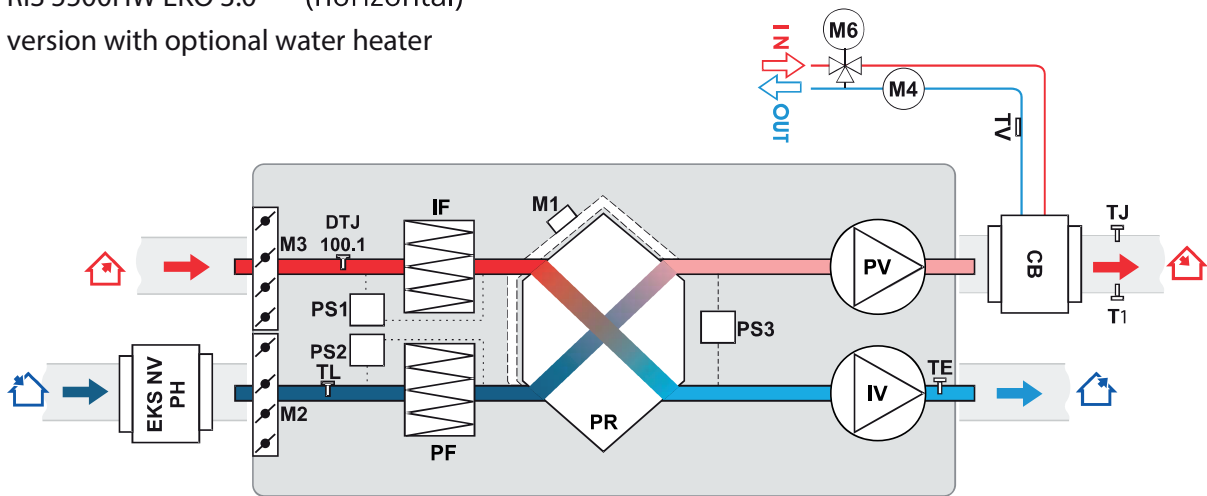 version with optional water heater
IN
M6
M4
OUT
TV
IF
M1
DTJ
100.1
M3
TJ
PV
CB
PS1
PS3
T1
PS2
TL
TE
EKS NV
PH
M2
IV
PR
PF